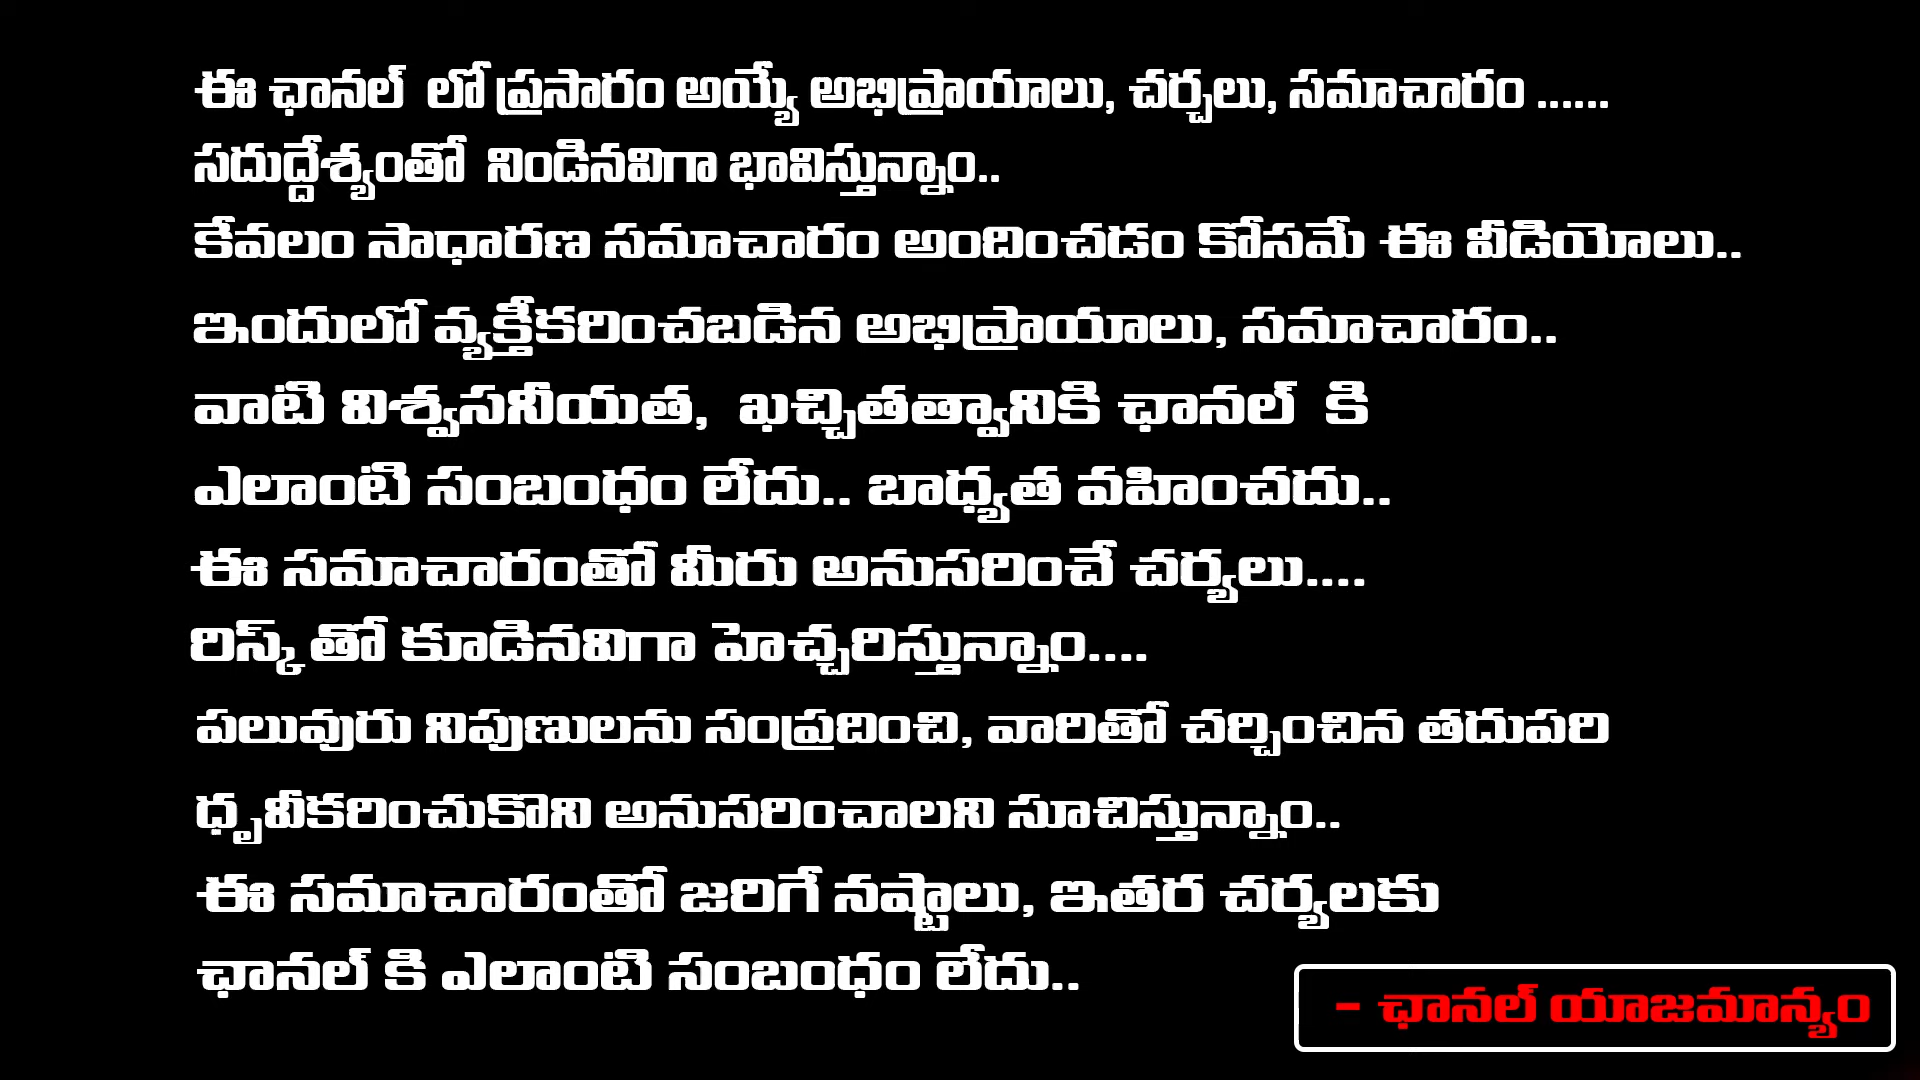 ఈ ఛానల్ లో ప్రసారం అయ్యే అభిప్రాయాలు, చర్చలు, సమాచారం ......
సదుద్దేశ్యంతో నిండినవిగా భావిస్తున్నాం..
కేవలం సాధారణ సమాచారం అందించడం కోసమే ఈ వీడియోలు..
ఇందులో వ్యక్తీకరించబడిన అభిప్రాయాలు, సమాచారం..
వాటి విశ్వసనీయత, ఖచ్చితత్వానికి ఛానల్ కి
ఎలాంటి సంబంధం లేదు.. బాధ్యత వహించదు..
ఈ సమాచారంతో మీరు అనుసరించే చర్యలు....
రిస్క్ తో కూడినవిగా హెచ్చరిస్తున్నాం....
పలువురు నిపుణులను సంప్రదించి, వారితో చర్చించిన తదుపరి
ధృవీకరించుకొని అనుసరించాలని సూచిస్తున్నాం..
ఈ సమాచారంతో జరిగే నష్టాలు, ఇతర చర్యలకు
ఛానల్ కి ఎలాంటి సంబంధం లేదు..
- ఛానల్ యాజమాన్యం